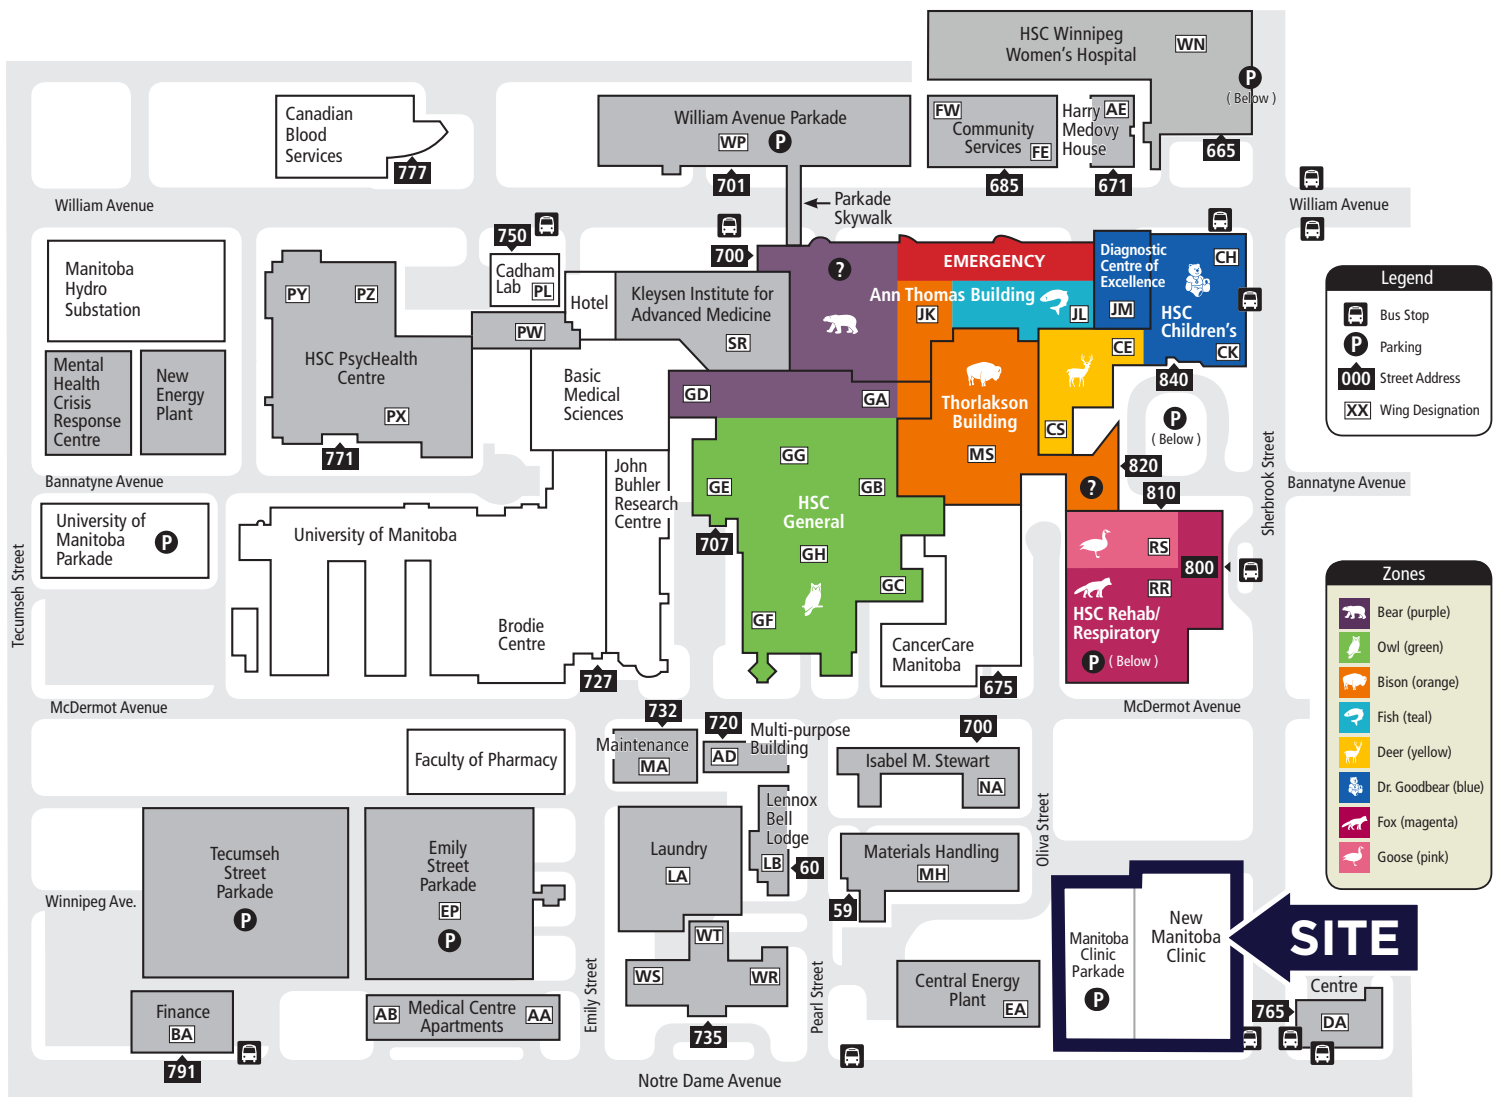 HSC Winnipeg
Women's Hospital
WN
P
( Below )
Canadian
Blood
Services
777
William Avenue Parkade
WP
P
701
FW
Community
Services
FE
685
Harry
Medovy
House
AE
671
665
William Avenue
Parkade
Skywalk
William Avenue
Manitoba
Hydro
Substation
PY
PZ
HSC PsycHealth
Centre
PX
771
750
Cadham
Lab
PL
PW
Hotel
700
Kleysen Institute for
Advanced Medicine
SR
?
EMERGENCY
Ann Thomas Building
JK
JL
Diagnostic
Centre of
Excellence
JM
CH
HSC
Children's
CK
840
P
( Below )
Mental
Health
Crisis
Response
Centre
New
Energy
Plant
Basic
Medical
Sciences
GD
GA
Thorlakson
Building
MS
CE
CS
820
?
810
Bannatyne Avenue
Bannatyne Avenue
Sherbrook Street
University of
Manitoba
Parkade
P
Tecumseh Street
University of Manitoba
Brodie
Centre
John
Buhler
Research
Centre
727
GG
GE
GB
HSC
General
707
GH
GC
GF
CancerCare
Manitoba
675
RS
800
RR
HSC Rehab/
Respiratory
P
( Below )
McDermot Avenue
McDermot Avenue
Faculty of Pharmacy
732
Maintenance
MA
720
AD
Multi-purpose
Building
700
Isabel M. Stewart
NA
Oliva Street
Tecumseh
Street
Parkade
P
Emily
Street
Parkade
EP
P
Winnipeg Ave.
Laundry
LA
Lennox
Bell
Lodge
LB
60
Materials Handling
MH
59
WT
WS
WR
735
Emily Street
Pearl Street
Central Energy
Plant
EA
Manitoba
Clinic
Parkade
P
New
Manitoba
Clinic
SITE
Centre
765
DA
Finance
BA
791
AB
Medical Centre
Apartments
AA
Notre Dame Avenue
Legend
Bus Stop
P
Parking
000
Street Address
XX
Wing Designation
Zones
Bear (purple)
Owl (green)
Bison (orange)
Fish (teal)
Deer (yellow)
Dr. Goodbear (blue)
Fox (magenta)
Goose (pink)